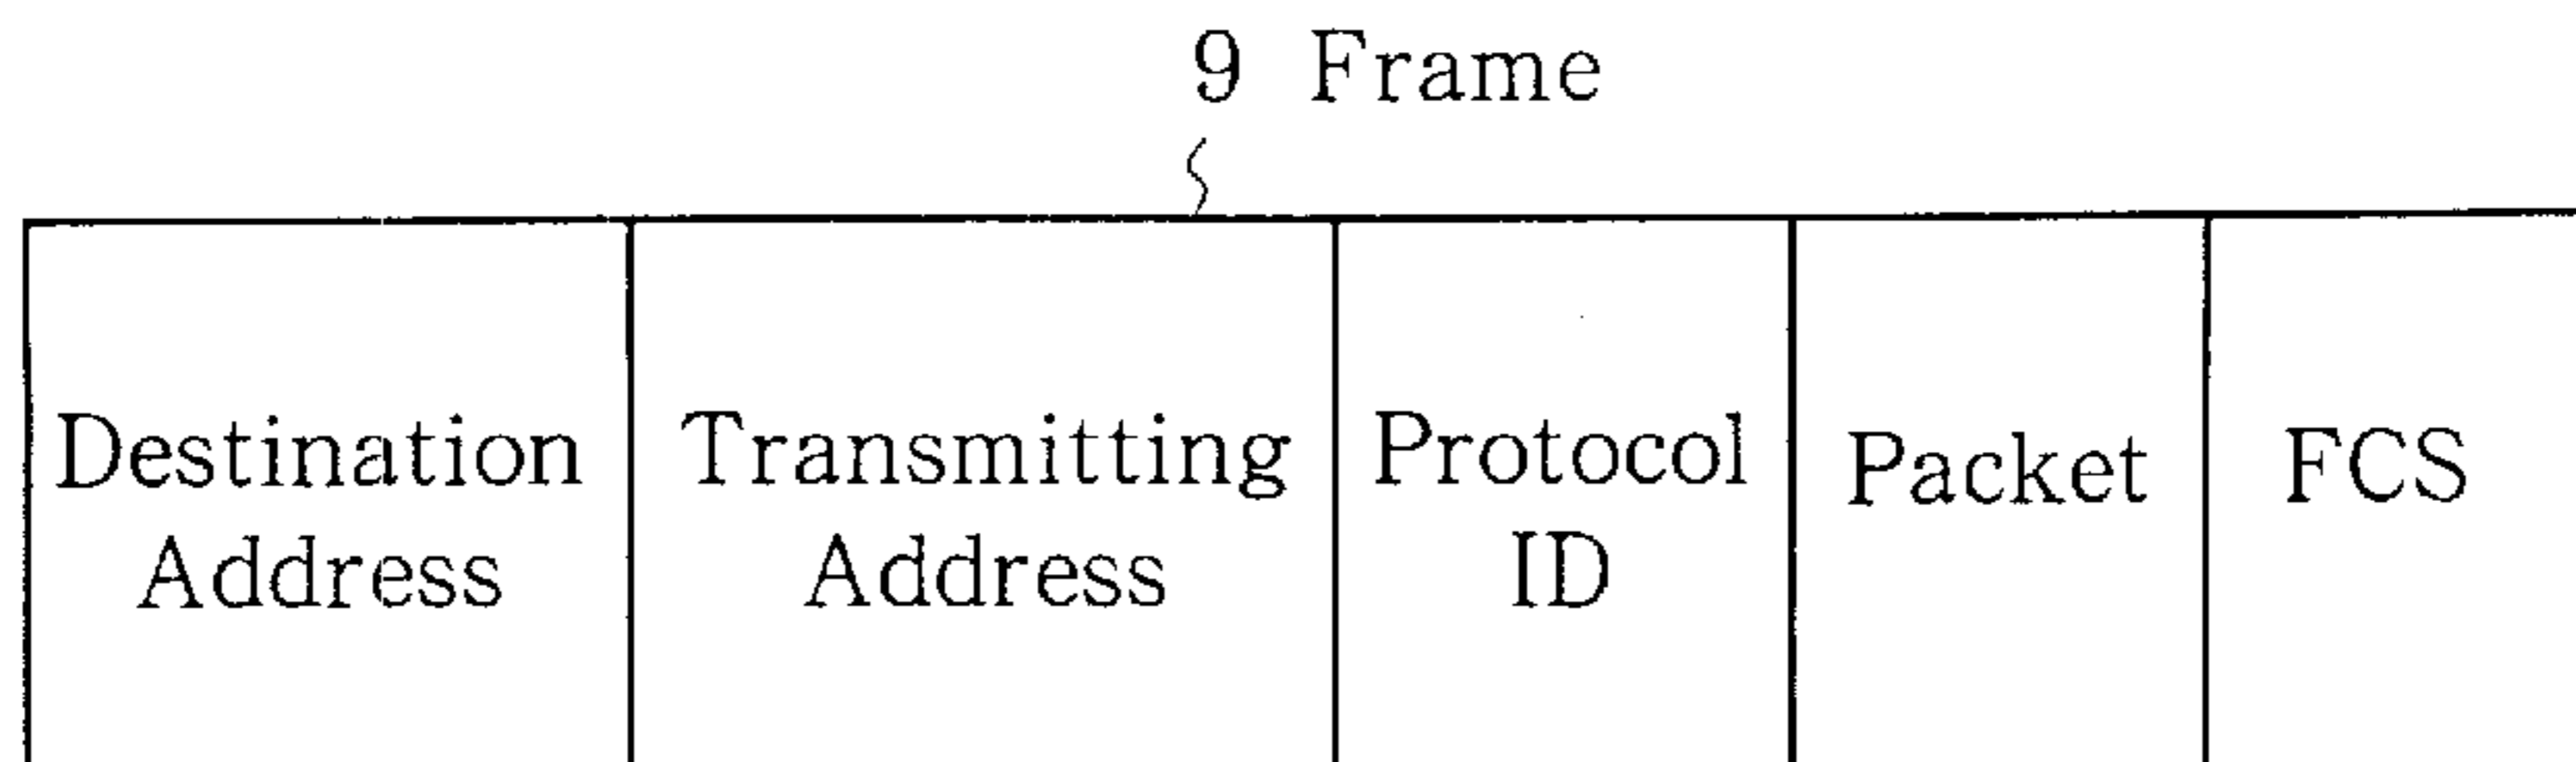 9 Frame
Destination
Address
Transmitting
Address
Protocol
ID
Packet
FCS